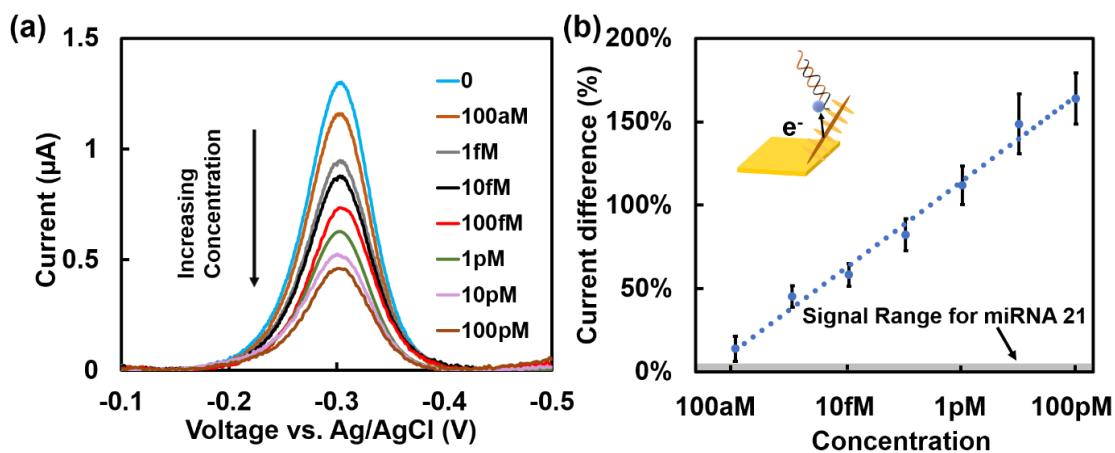 (a)
Current (µA)
1.5
1
0.5
0
Increasing
Concentration
0
100aM
1fM
10fM
100fM
1pM
10pM
100pM
-0.1
-0.2
-0.3
-0.4
-0.5
Voltage vs. Ag/AgCl (V)
(b)
Current difference (%)
200%
150%
100%
50%
0%
e-
Signal Range for miRNA 21
100aM
10fM
1pM
100pM
Concentration